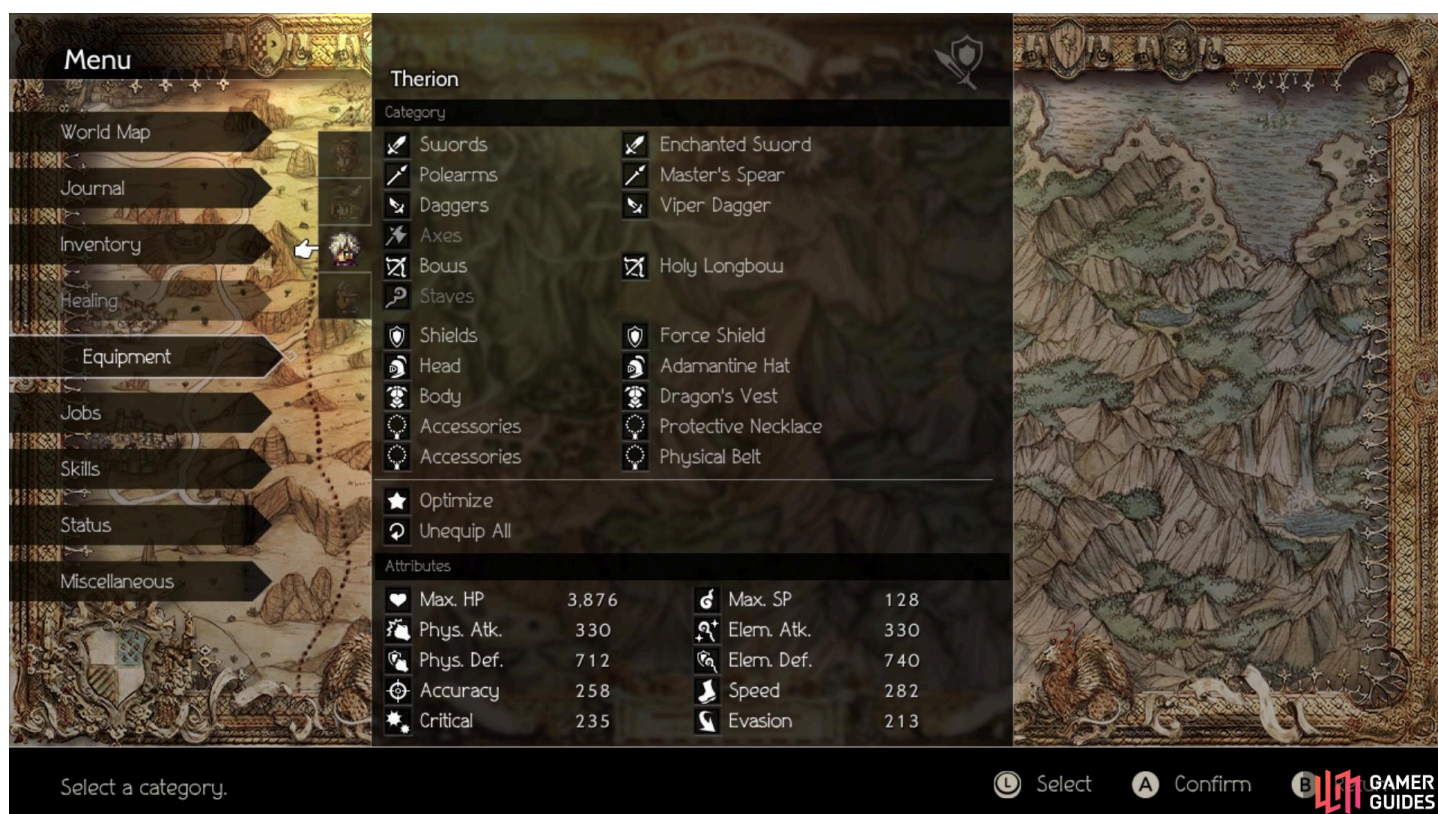 Menu
World Map
Journal
Inventory
Healing
Equipment
Jobs
Skills
Status
Miscellaneous
Therion
Category
Swords Enchanted Sword
Polearms Master's Spear
Daggers Viper Dagger
Axes
Bows Holy Longbow
Staves
Shields Force Shield
Head Adamantine Hat
Body Dragon's Vest
Accessories Protective Necklace
Accessories Physical Belt
Optimize
Unequip All
Attributes
Max. HP 3,876 Max. SP 128
Phys. Atk. 330 Elem. Atk. 330
Phys. Def. 712 Elem. Def. 740
Accuracy 258 Speed 282
Critical 235 Evasion 213
Select a category.
L Select A Confirm B
GAMER
GUIDES